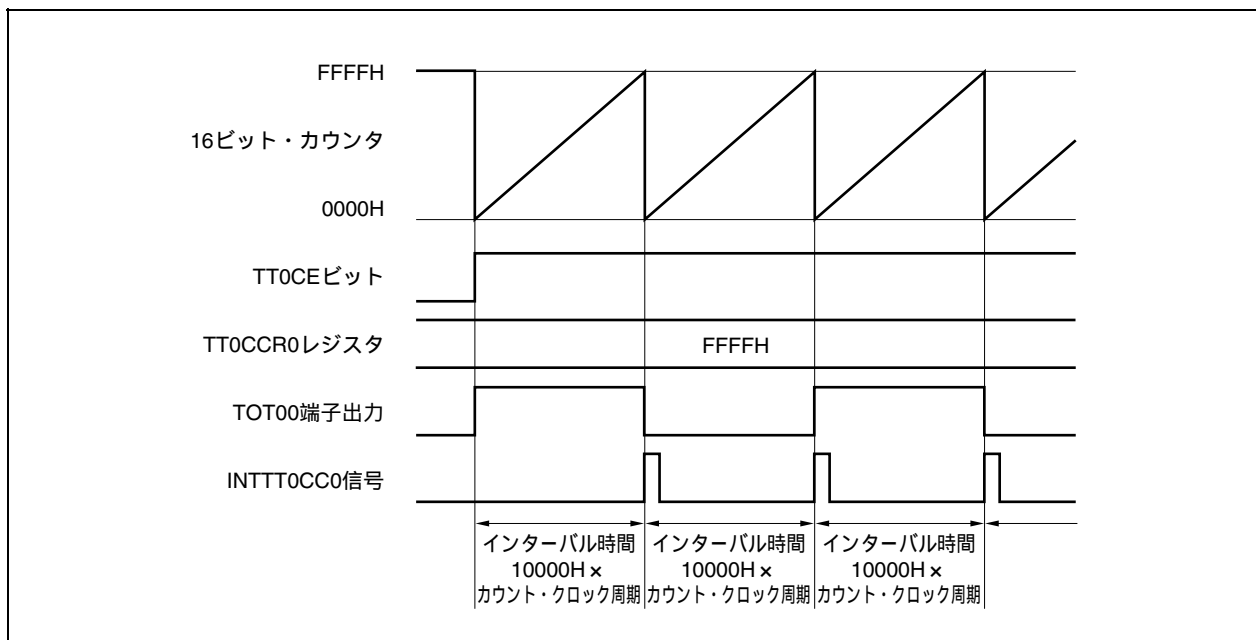 FFFFH
16ビット・カウンタ
0000H
TT0CEビット
TT0CCR0レジスタ
FFFFH
TOT00端子出力
INTTT0CC0信号
インターバル時間
10000H×
カウント・クロック周期
インターバル時間
10000H×
カウント・クロック周期
インターバル時間
10000H×
カウント・クロック周期